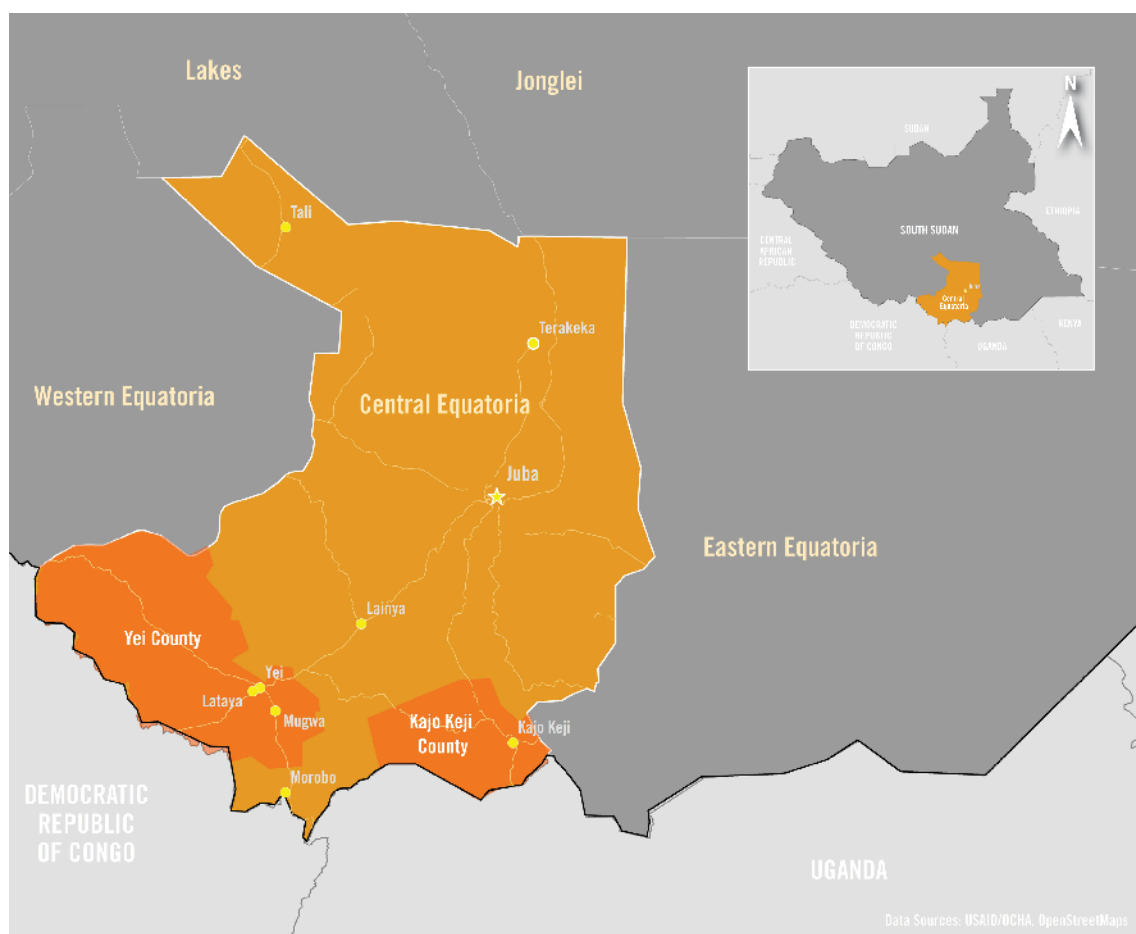 Lakes
Jonglei
N
SUDAN
ETHIOPIA
SOUTH SUDAN
CENTRAL
AFRICAN
REPUBLIC
Central
Equatoria
DEMOCRATIC
REPUBLIC
OF CONGO
UGANDA
KENYA
Tali
Terakeka
Western Equatoria
Central Equatoria
Juba
Eastern Equatoria
Lainya
Yei County
Yei
Lataya
Mugwa
Kajo Keji
County
Kajo Keji
Morobo
DEMOCRATIC
REPUBLIC
OF CONGO
UGANDA
Data Sources: USAID/OCHA, OpenStreetMaps